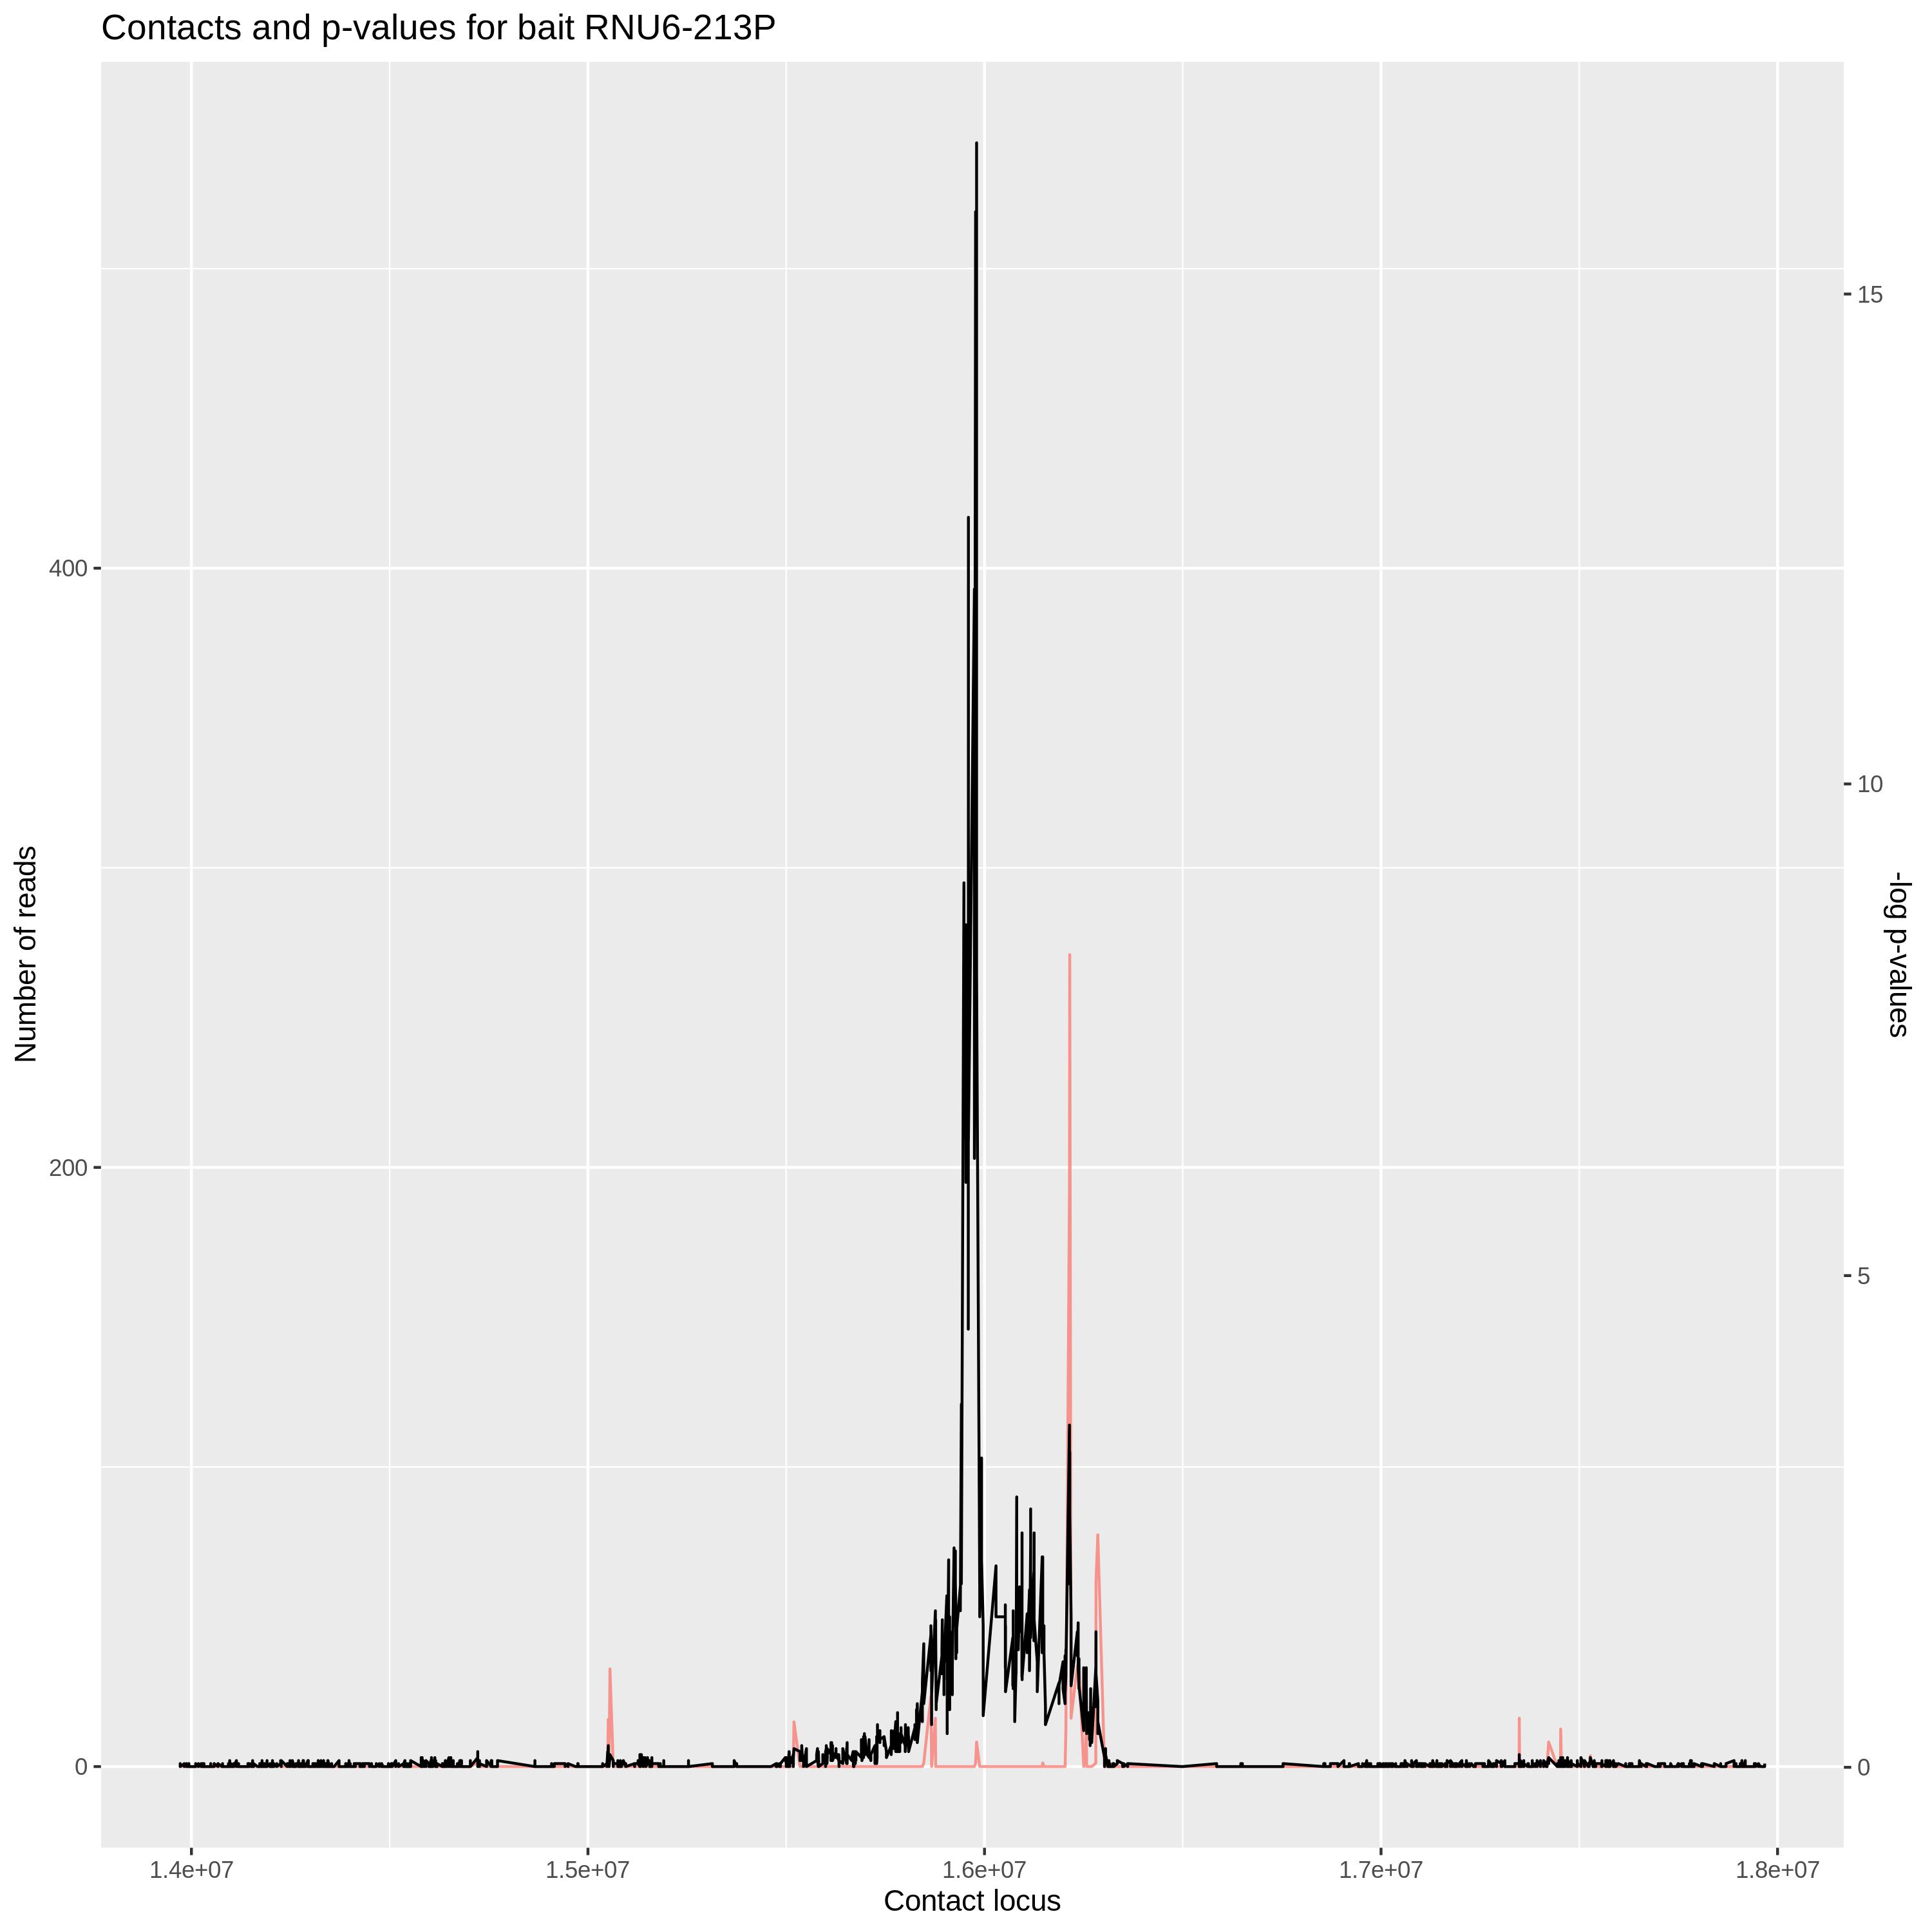 Contacts and p-values for bait RNU6-213P
Number of reads
400
200
0
15
10
5
0
-log p-values
1.4e+07
1.5e+07
1.6e+07
1.7e+07
1.8e+07
Contact locus